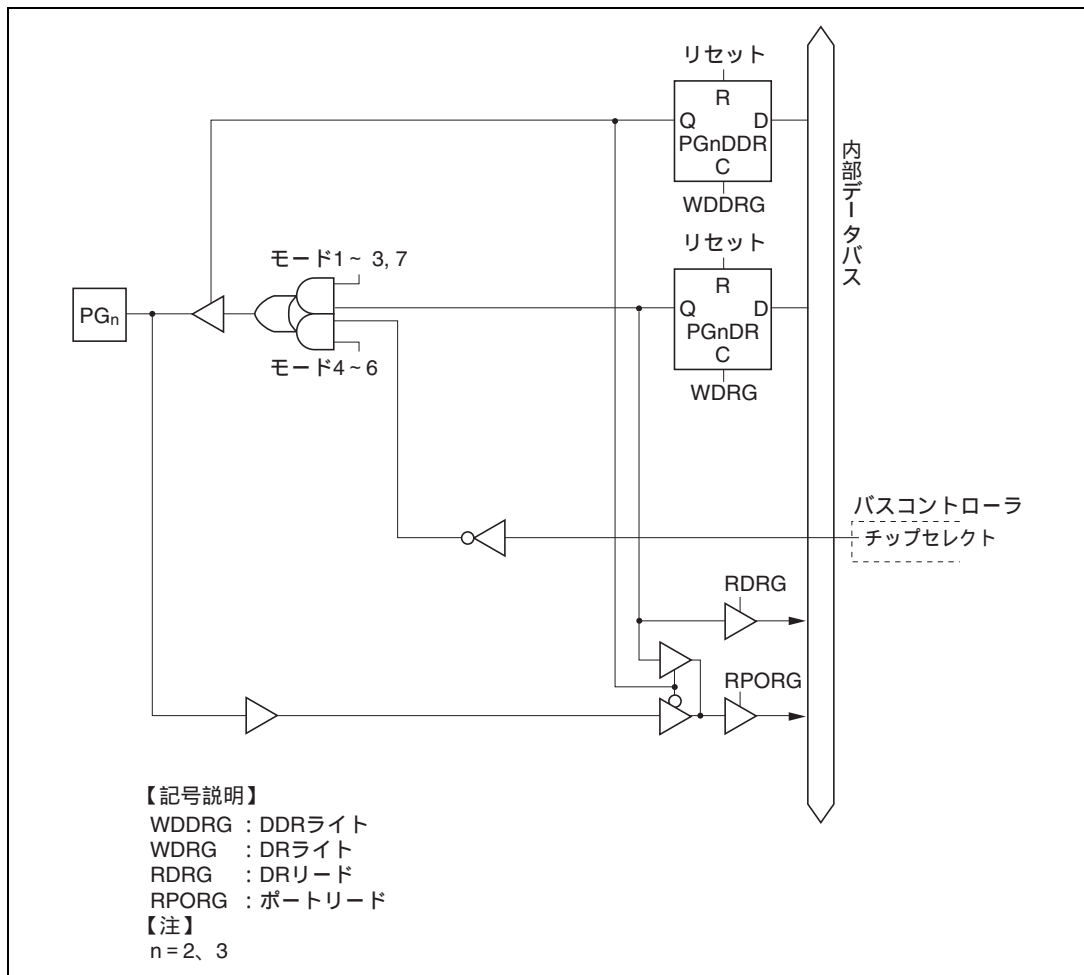 リセット
R
Q D
PGnDDR
C
WDDRG
内部データバス
リセット
R
Q D
PGnDR
C
WDRG
モード1～ 3, 7
PGn
モード4～6
バスコントローラ
チップセレクト
RDRG
RPORG
【記号説明】
WDDRG : DDRライト
WDRG : DRライト
RDRG : DRリード
RPORG : ポートリード
【注】
n = 2、3